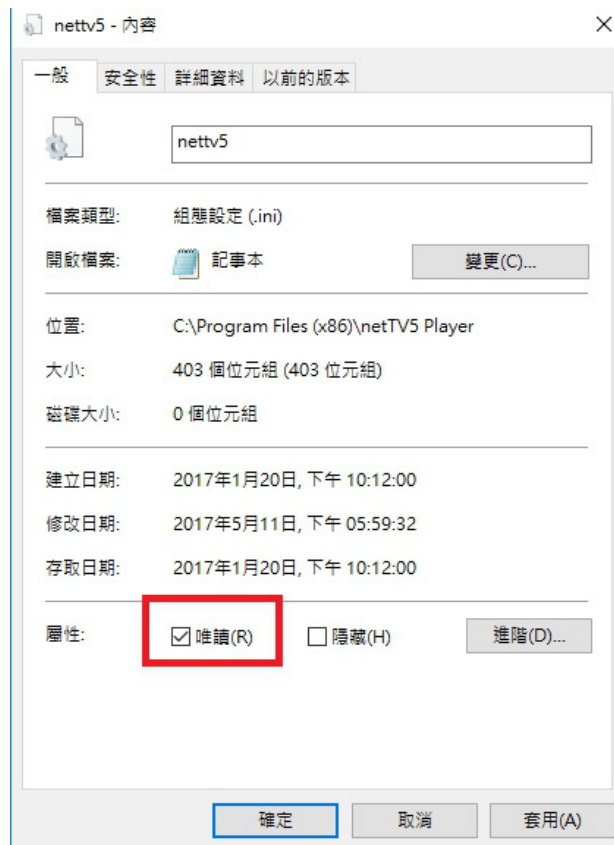 nettv5 - 內容
一般 安全性 詳細資料 以前的版本
nettv5
檔案類型: 組態設定 (.ini)
開啟檔案: 記事本 變更(C)...
位置: C:\Program Files (x86)\netTV5 Player
大小: 403 個位元組 (403 位元組)
磁碟大小: 0 個位元組
建立日期: 2017年1月20日, 下午 10:12:00
修改日期: 2017年5月11日, 下午 05:59:32
存取日期: 2017年1月20日, 下午 10:12:00
屬性: 唯讀(R) 隱藏(H) 進階(D)...
確定 取消 套用(A)